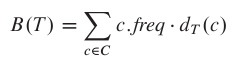 B(T) = ∑ c.freq · d_T(c)
c∈C